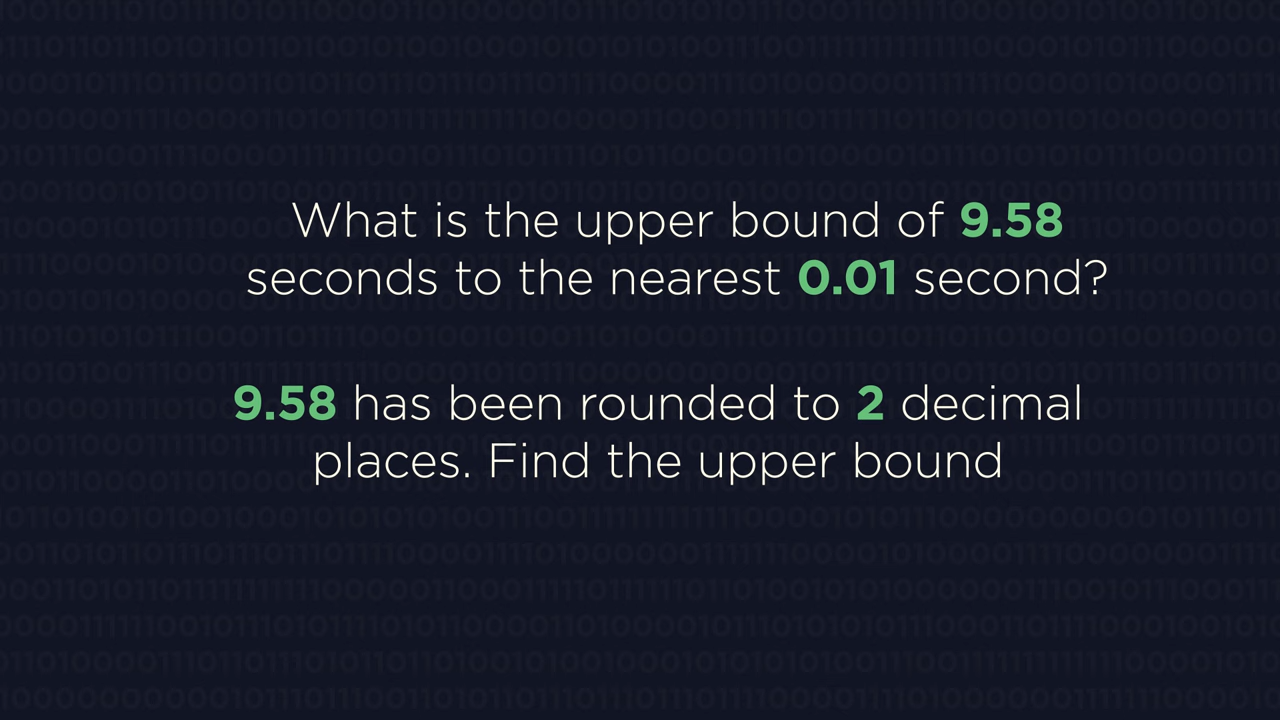 What is the upper bound of 9.58
seconds to the nearest 0.01 second?
9.58 has been rounded to 2 decimal
places. Find the upper bound